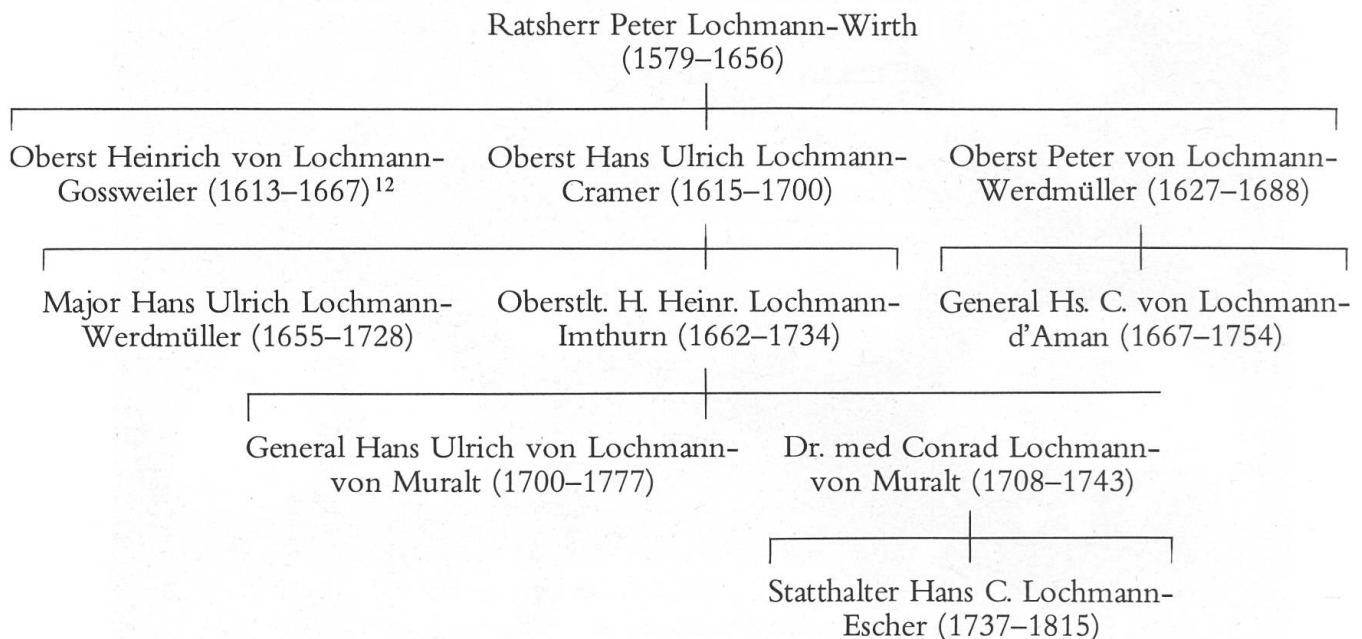 Ratsherr Peter Lochmann-Wirth
(1579–1656)
Oberst Heinrich von Lochmann-
Gossweiler (1613–1667)¹²
Oberst Hans Ulrich Lochmann-
Cramer (1615–1700)
Oberst Peter von Lochmann-
Werdmüller (1627–1688)
Major Hans Ulrich Lochmann-
Werdmüller (1655–1728)
Oberstlt. H. Heinr. Lochmann-
Imthurn (1662–1734)
General Hs. C. von Lochmann-
d'Aman (1667–1754)
General Hans Ulrich von Lochmann-
von Muralt (1700–1777)
Dr. med Conrad Lochmann-
von Muralt (1708–1743)
Statthalter Hans C. Lochmann-
Escher (1737–1815)